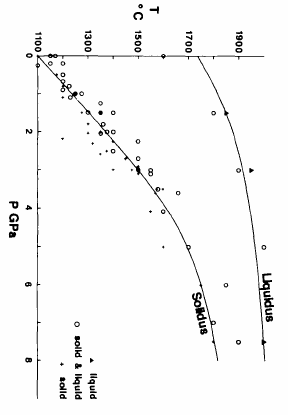 T °C
1100 1300 1500 1700 1900
0
2
4
6
8
P GPa
Liquidus
Solidus
▲ liquid
○ solid & liquid
+ solid